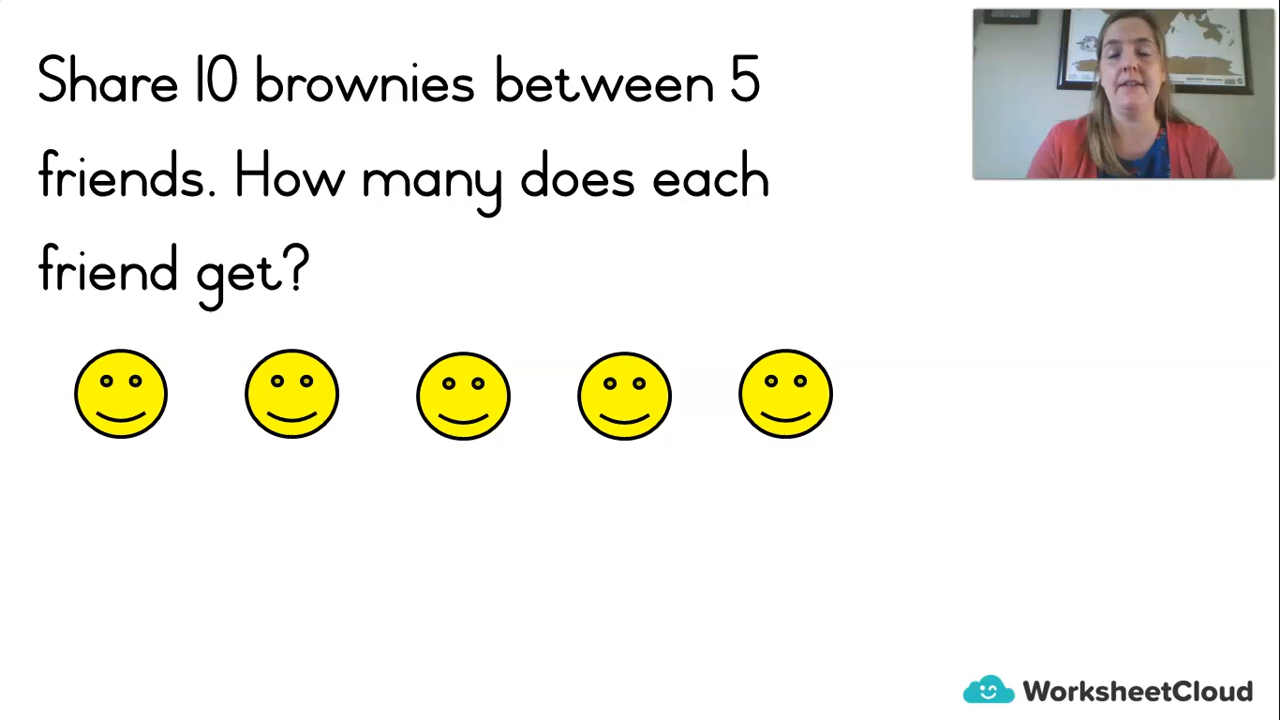 Share 10 brownies between 5
friends. How many does each
friend get?
WorksheetCloud